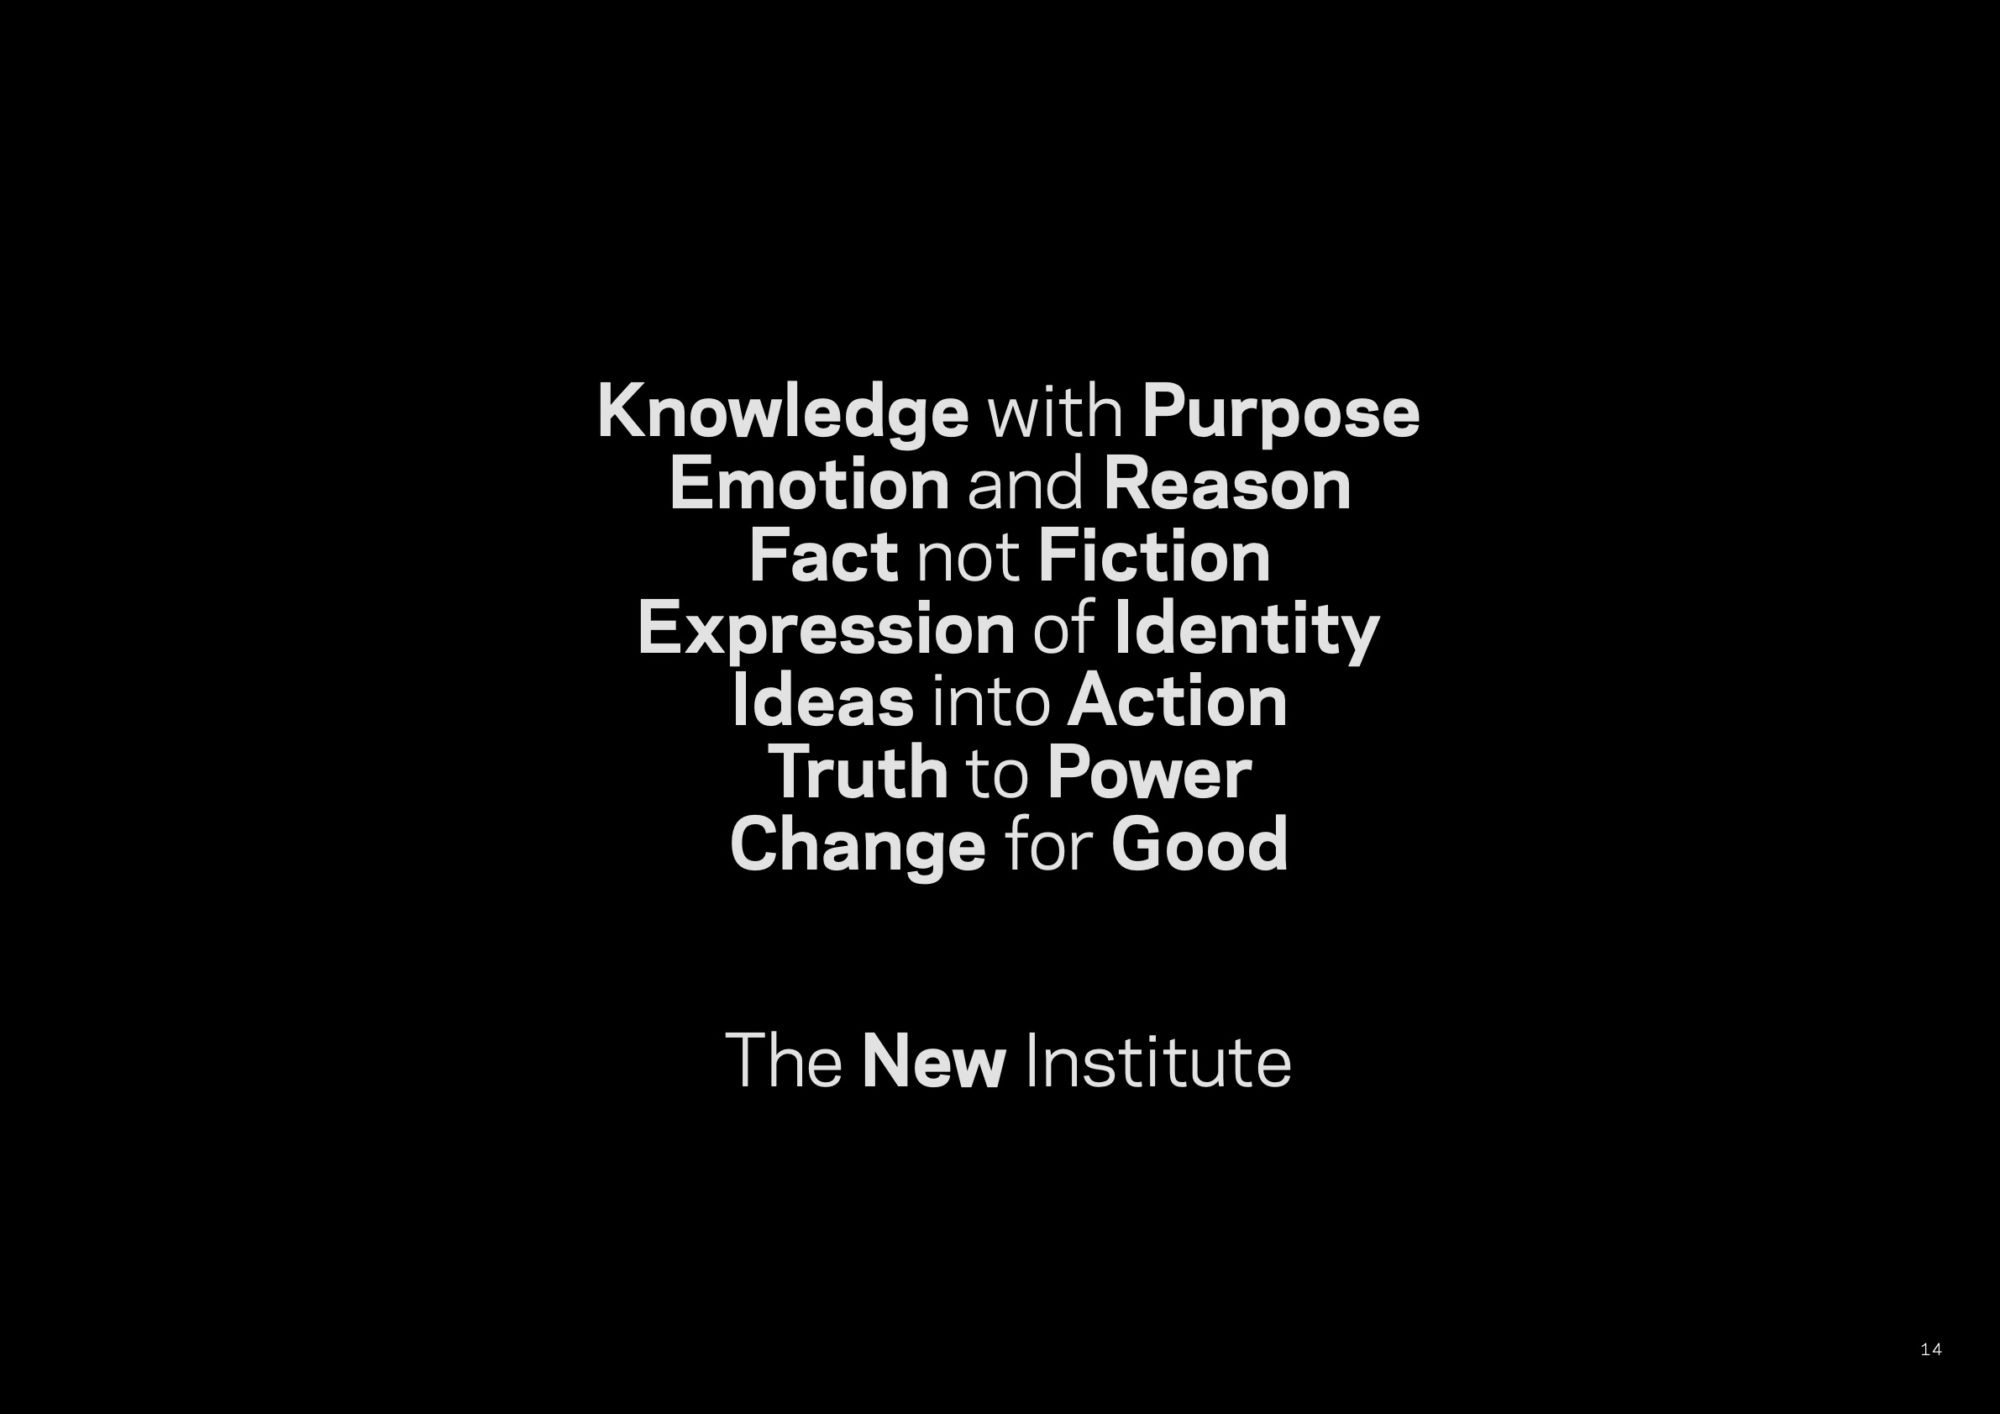 Knowledge with Purpose
Emotion and Reason
Fact not Fiction
Expression of Identity
Ideas into Action
Truth to Power
Change for Good
The New Institute
14